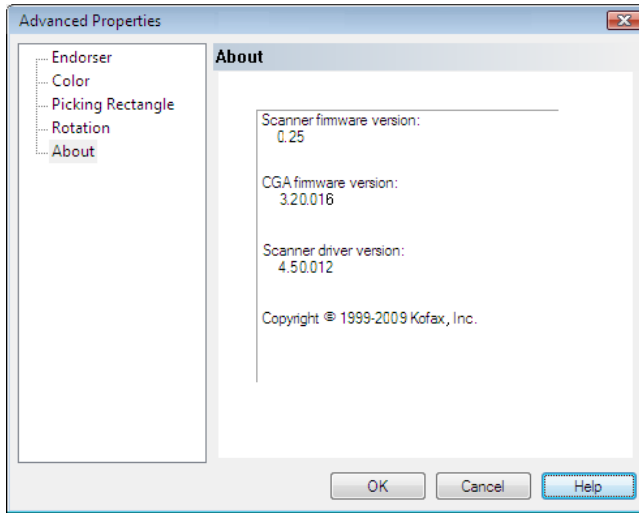 Advanced Properties
Endorser
Color
Picking Rectangle
Rotation
About
About
Scanner firmware version:
0.25
CGA firmware version:
3.20.016
Scanner driver version:
4.50.012
Copyright © 1999-2009 Kofax, Inc.
OK
Cancel
Help